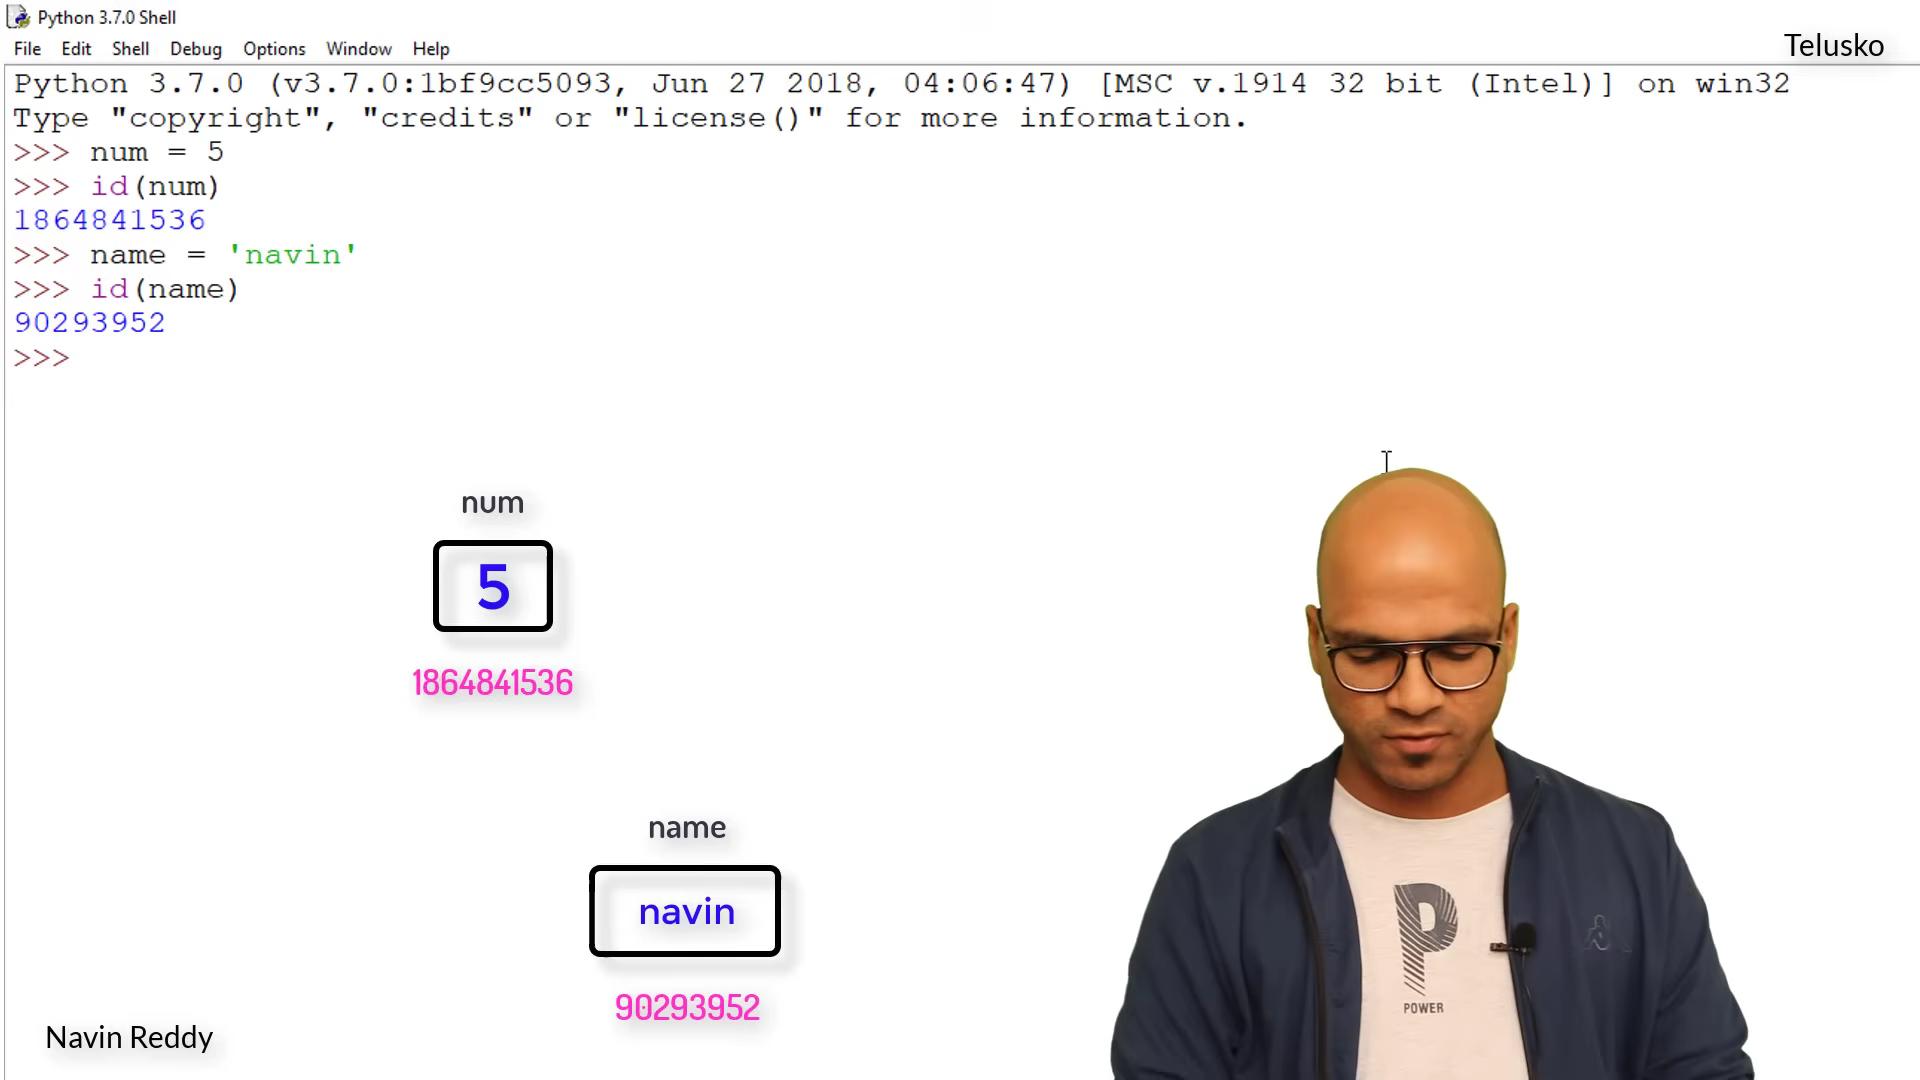 Python 3.7.0 Shell
File Edit Shell Debug Options Window Help
Telusko
Python 3.7.0 (v3.7.0:1bf9cc5093, Jun 27 2018, 04:06:47) [MSC v.1914 32 bit (Intel)] on win32
Type "copyright", "credits" or "license()" for more information.
>>> num = 5
>>> id(num)
1864841536
>>> name = 'navin'
>>> id(name)
90293952
>>>
num
5
1864841536
name
navin
90293952
P
POWER
Navin Reddy